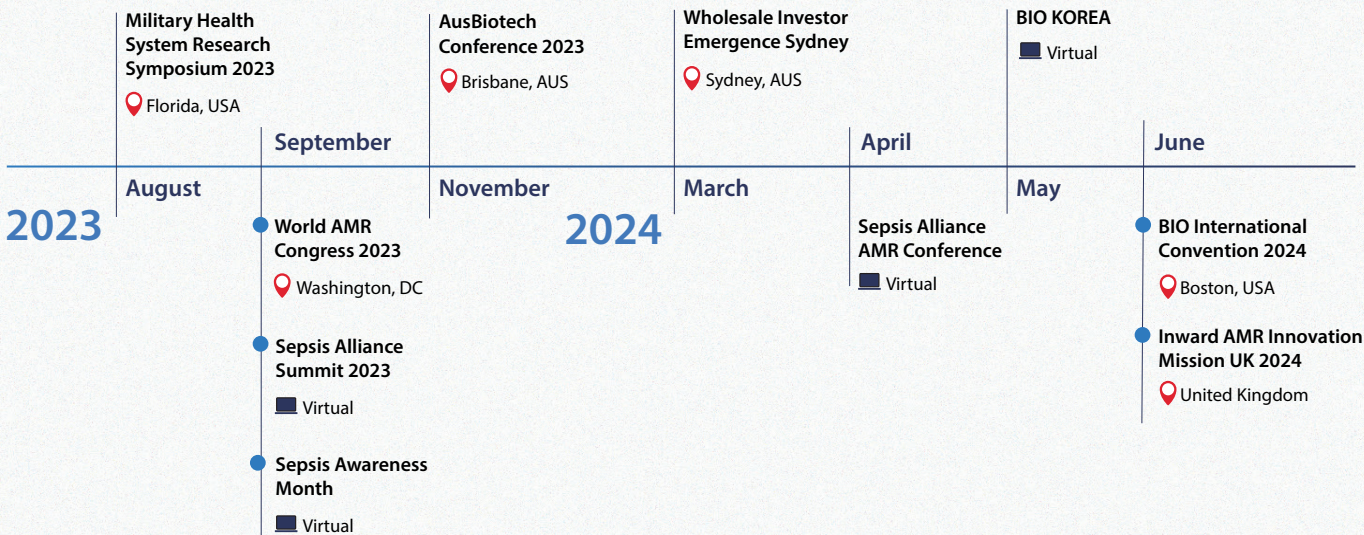 Military Health
System Research
Symposium 2023
Florida, USA
AusBiotech
Conference 2023
Brisbane, AUS
Wholesale Investor
Emergence Sydney
Sydney, AUS
BIO KOREA
Virtual
September
April
June
August
November
March
May
2023
2024
World AMR
Congress 2023
Washington, DC
Sepsis Alliance
Summit 2023
Virtual
Sepsis Awareness
Month
Virtual
Sepsis Alliance
AMR Conference
Virtual
BIO International
Convention 2024
Boston, USA
Inward AMR Innovation
Mission UK 2024
United Kingdom